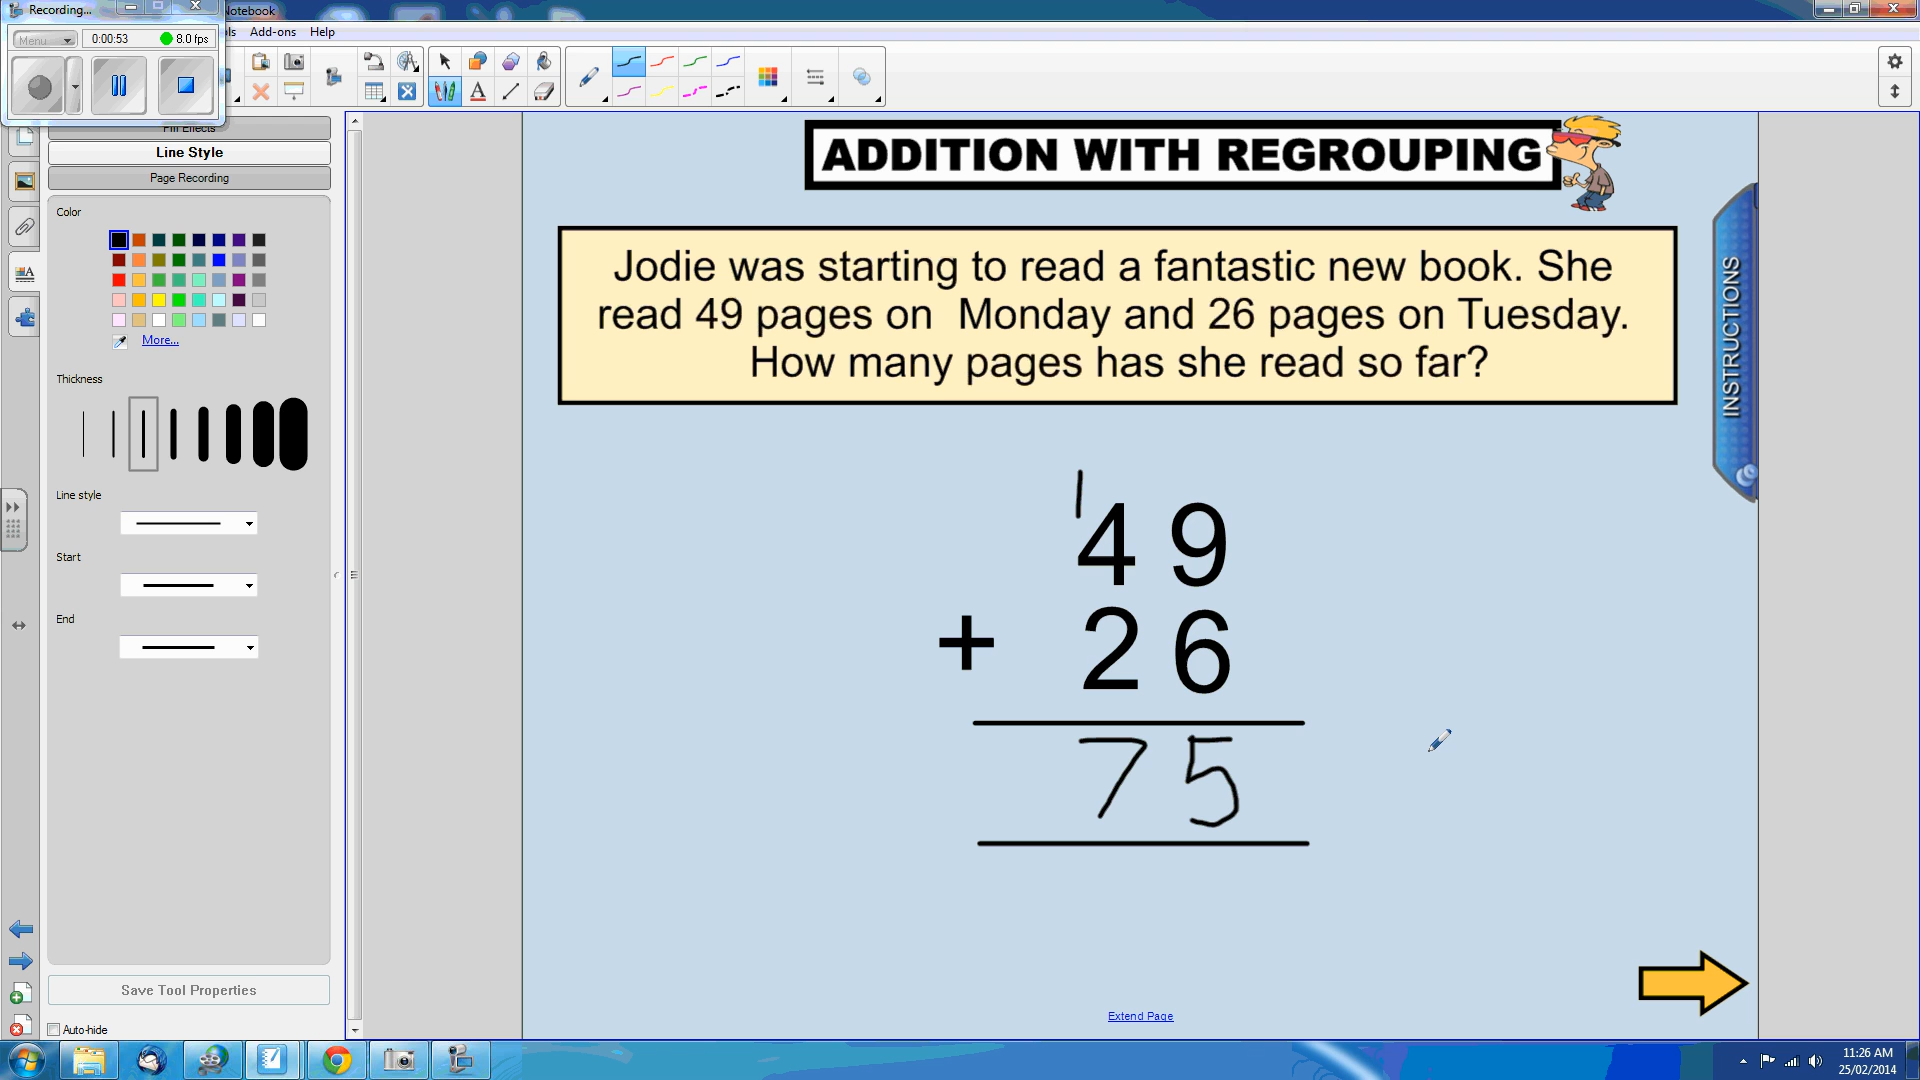 Recording...
Notebook
Menu
0:00:53
8.0 fps
Add-ons
Help
Fill Effects
Line Style
Page Recording
Color
More...
Thickness
Line style
Start
End
Save Tool Properties
Auto-hide
ADDITION WITH REGROUPING
Jodie was starting to read a fantastic new book. She
read 49 pages on Monday and 26 pages on Tuesday.
How many pages has she read so far?
INSTRUCTIONS
1
4 9
+ 2 6
7 5
Extend Page
11:26 AM
25/02/2014